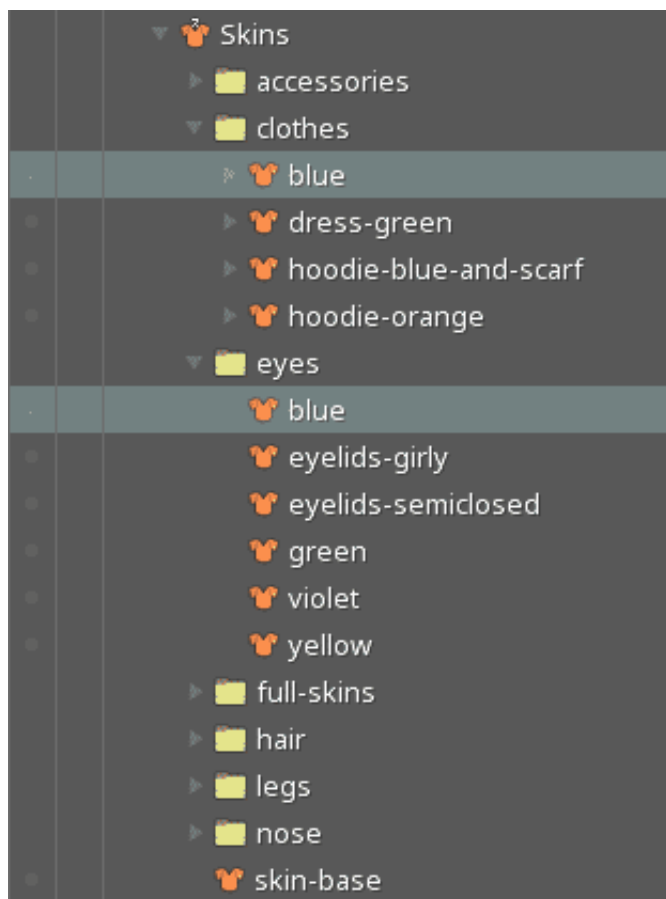 Skins
accessories
clothes
blue
dress-green
hoodie-blue-and-scarf
hoodie-orange
eyes
blue
eyelids-girly
eyelids-semiclosed
green
violet
yellow
full-skins
hair
legs
nose
skin-base